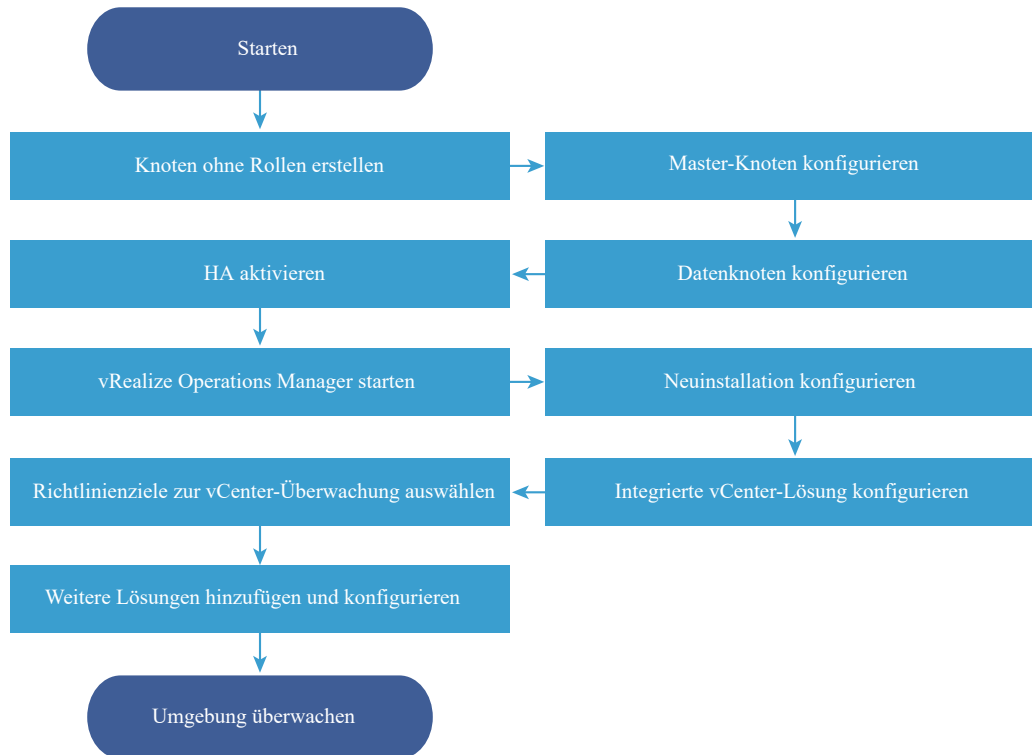 Starten
Knoten ohne Rollen erstellen
Master-Knoten konfigurieren
HA aktivieren
Datenknoten konfigurieren
vRealize Operations Manager starten
Neuinstallation konfigurieren
Richtlinienziele zur vCenter-Überwachung auswählen
Integrierte vCenter-Lösung konfigurieren
Weitere Lösungen hinzufügen und konfigurieren
Umgebung überwachen